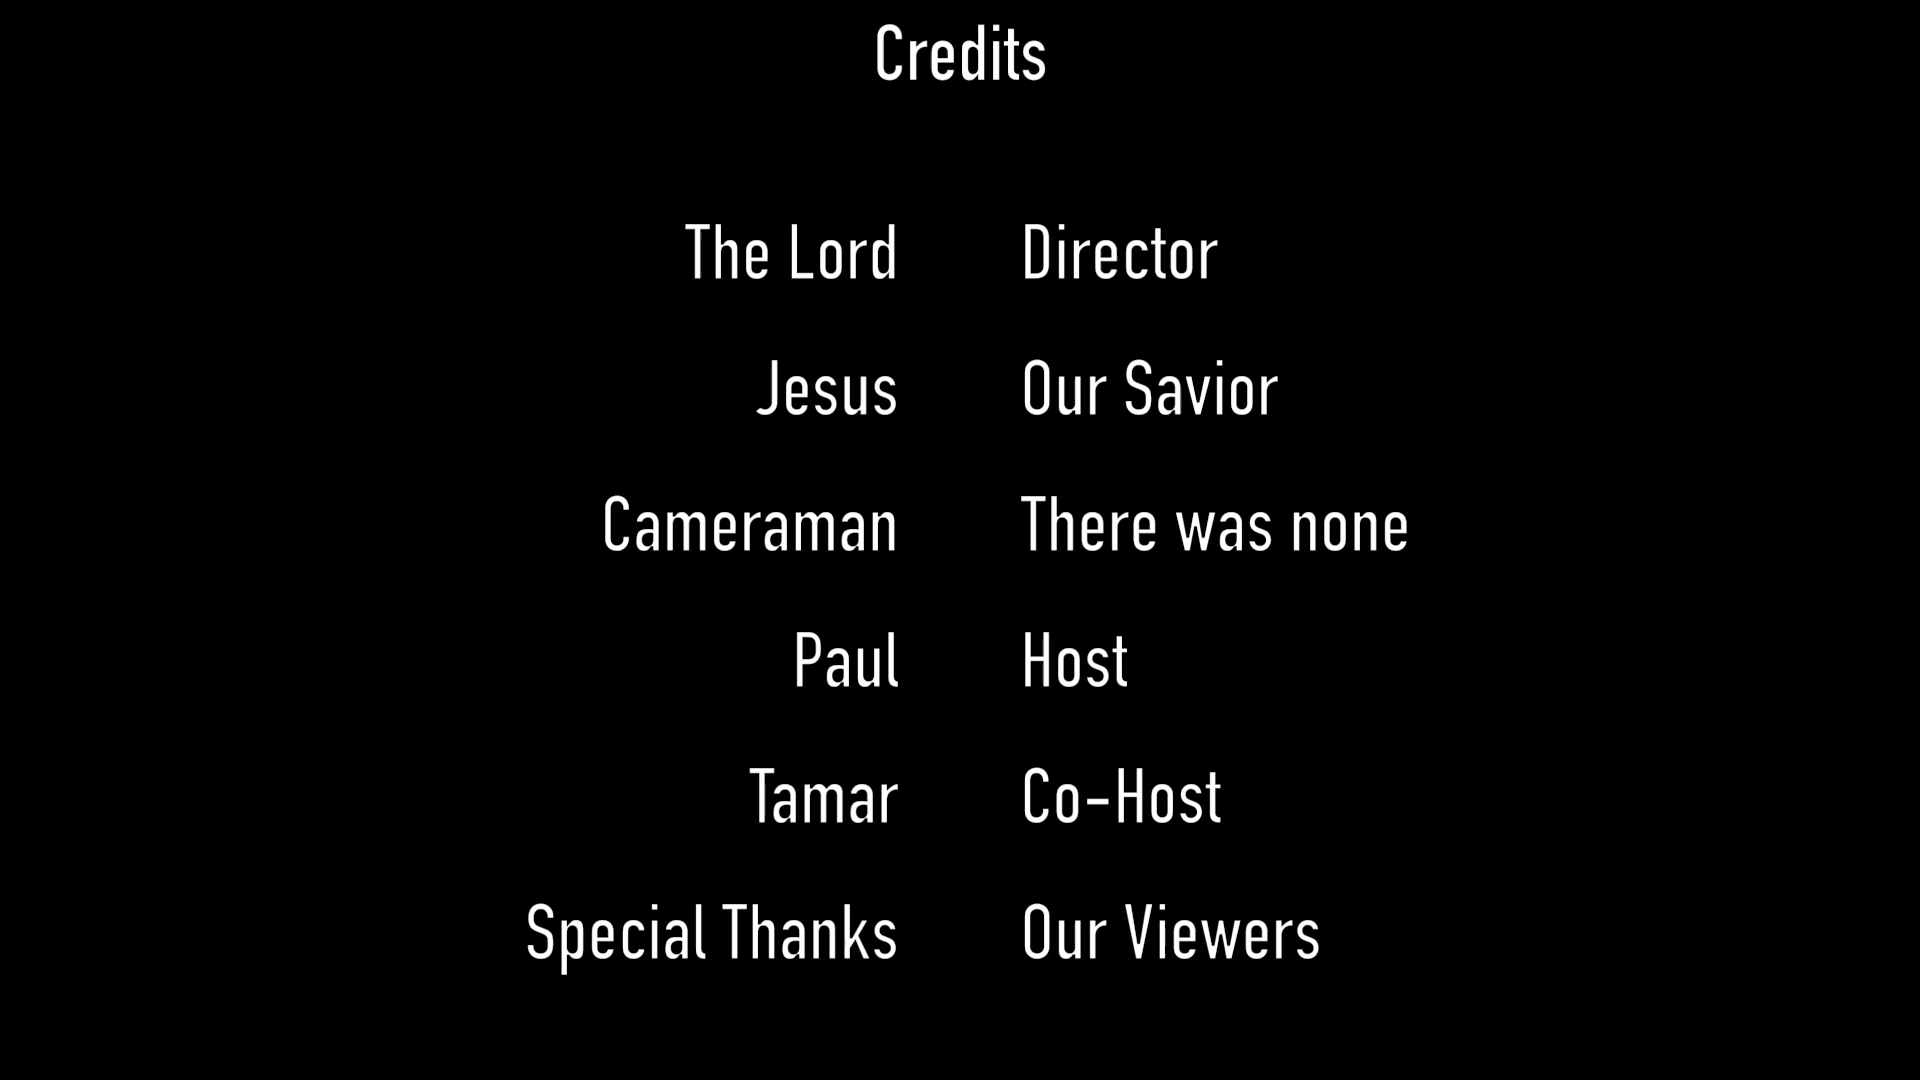 Credits
The Lord Director
Jesus Our Savior
Cameraman There was none
Paul Host
Tamar Co-Host
Special Thanks Our Viewers